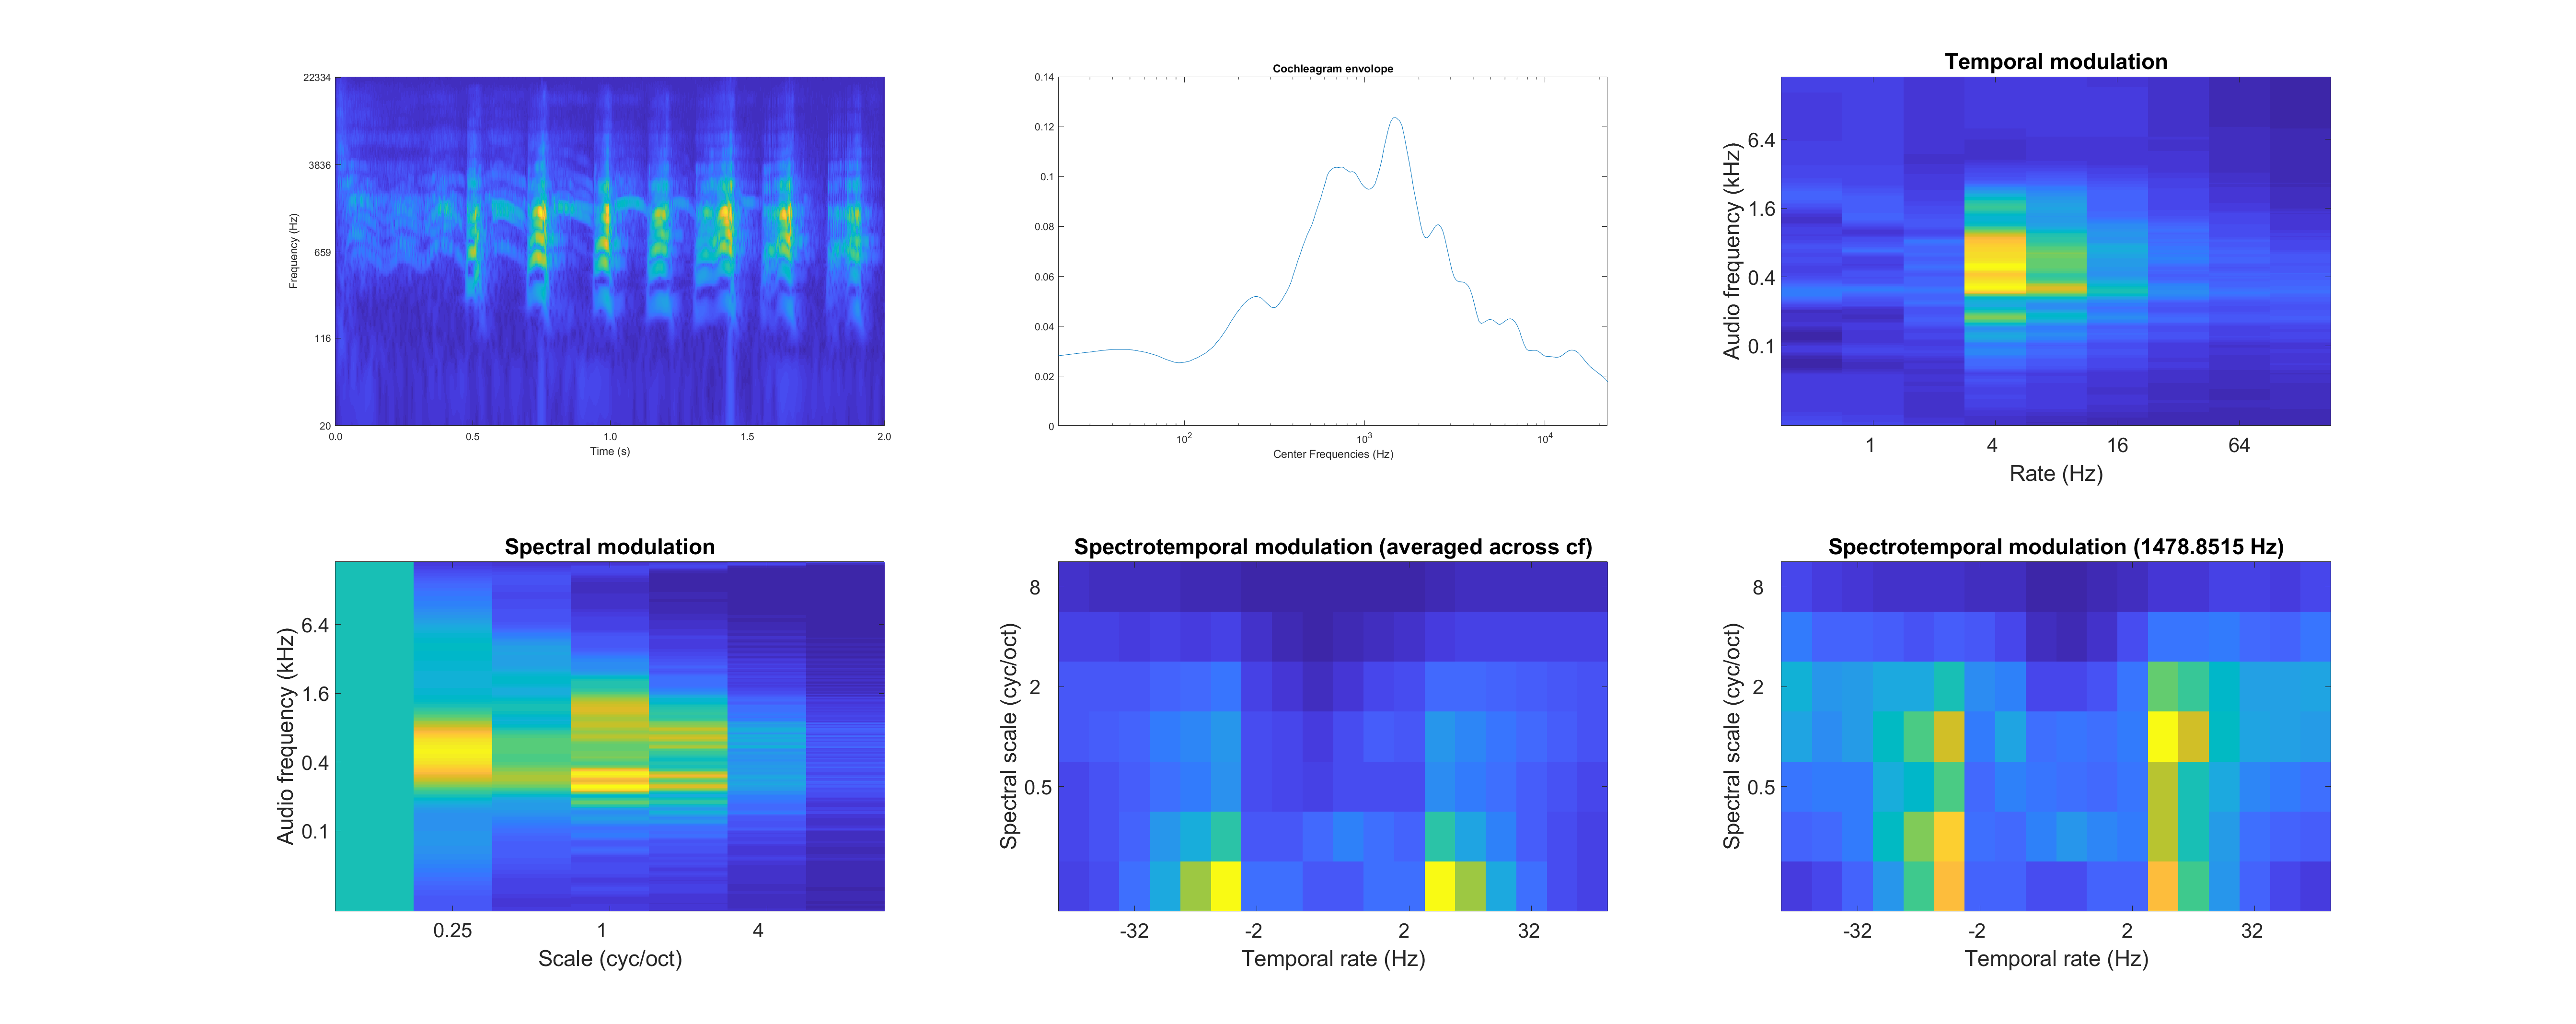 Cochleagram envolope
Temporal modulation
22334
3836
659
116
20
Frequency (Hz)
0.0 0.5 1.0 1.5 2.0
Time (s)
0.14
0.12
0.1
0.08
0.06
0.04
0.02
0
10² 10³ 10⁴
Center Frequencies (Hz)
6.4
1.6
0.4
0.1
Audio frequency (kHz)
1 4 16 64
Rate (Hz)
Spectral modulation
6.4
1.6
0.4
0.1
Audio frequency (kHz)
0.25 1 4
Scale (cyc/oct)
Spectrotemporal modulation (averaged across cf)
8
2
0.5
Spectral scale (cyc/oct)
-32 -2 2 32
Temporal rate (Hz)
Spectrotemporal modulation (1478.8515 Hz)
8
2
0.5
Spectral scale (cyc/oct)
-32 -2 2 32
Temporal rate (Hz)